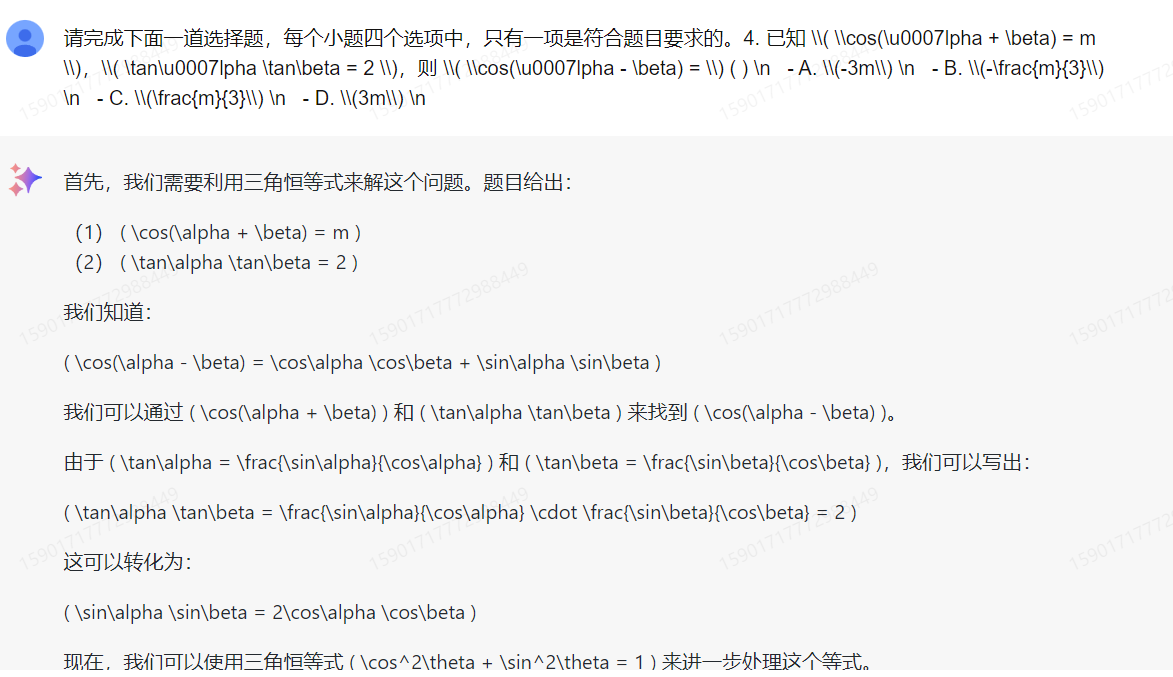 请完成下面一道选择题，每个小题四个选项中，只有一项是符合题目要求的。4. 已知 \\( \\cos(\u0007lpha + \beta) = m
\\)，\\( \tan\u0007lpha \tan\beta = 2 \\)，则 \\( \\cos(\u0007lpha - \beta) = \\) ( ) \n - A. \\(-3m\\) \n - B. \\(-\frac{m}{3}\\)
\n - C. \\(\frac{m}{3}\\) \n - D. \\(3m\\) \n
首先，我们需要利用三角恒等式来解这个问题。题目给出：
（1） ( \cos(\alpha + \beta) = m )
（2） ( \tan\alpha \tan\beta = 2 )
我们知道：
( \cos(\alpha - \beta) = \cos\alpha \cos\beta + \sin\alpha \sin\beta )
我们可以通过 ( \cos(\alpha + \beta) ) 和 ( \tan\alpha \tan\beta ) 来找到 ( \cos(\alpha - \beta) )。
由于 ( \tan\alpha = \frac{\sin\alpha}{\cos\alpha} ) 和 ( \tan\beta = \frac{\sin\beta}{\cos\beta} )，我们可以写出：
( \tan\alpha \tan\beta = \frac{\sin\alpha}{\cos\alpha} \cdot \frac{\sin\beta}{\cos\beta} = 2 )
这可以转化为：
( \sin\alpha \sin\beta = 2\cos\alpha \cos\beta )
现在，我们可以使用三角恒等式 ( \cos^2\theta + \sin^2\theta = 1 ) 来进一步处理这个等式。